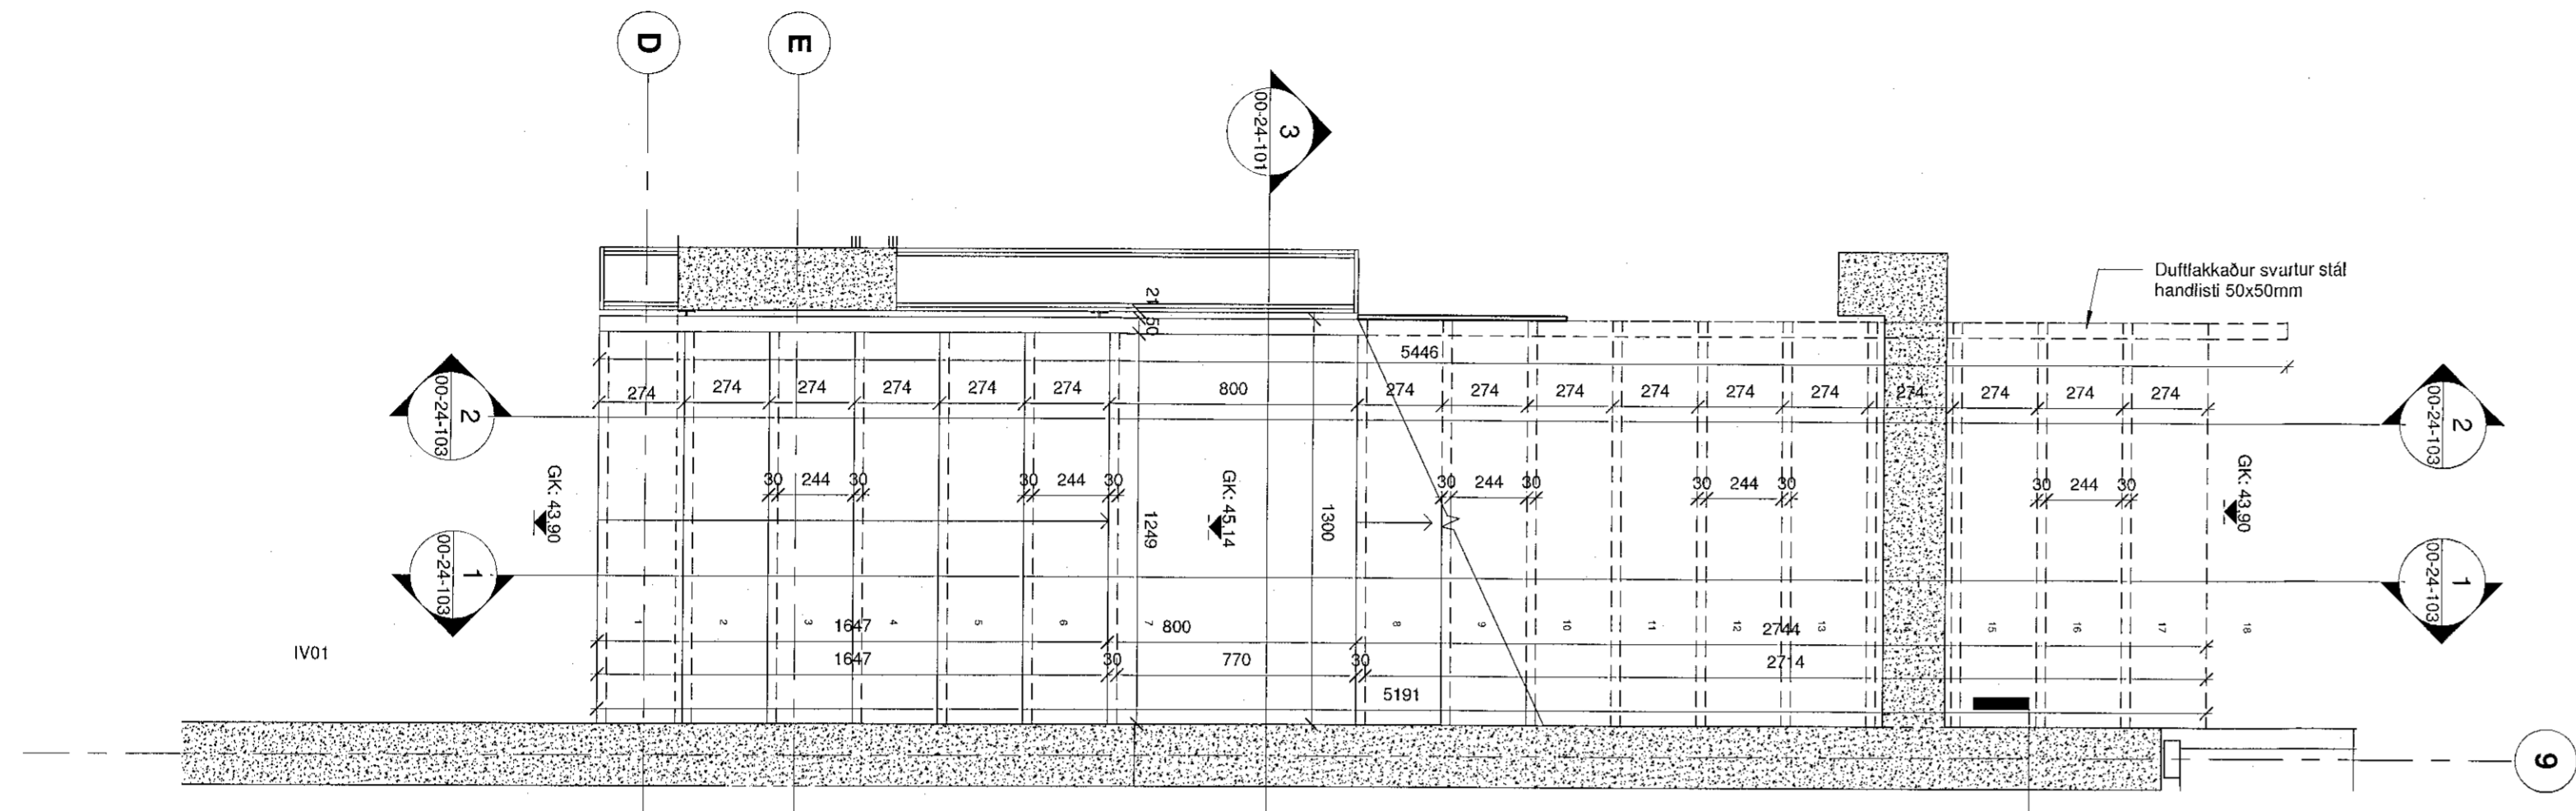 D
E
3
00-24-101
Duftlakkaður svartur stál
handlisti 50x50mm
21
50
5446
274 274 274 274 274 274 800 274 274 274 274 274 274 274 274 274 274
2
00-24-103
2
00-24-103
30 244 30
30 244 30
30 244 30
30 244 30
30 244 30
GK: 43,90
GK: 45,14
GK: 43,90
1249
1300
1
00-24-103
1
00-24-103
1 2 3 4 5 6 7 8 9 10 11 12 13 14 15 16 17 18
1647 800 2744
IV01
1647 30 770 30 2714
5191
9